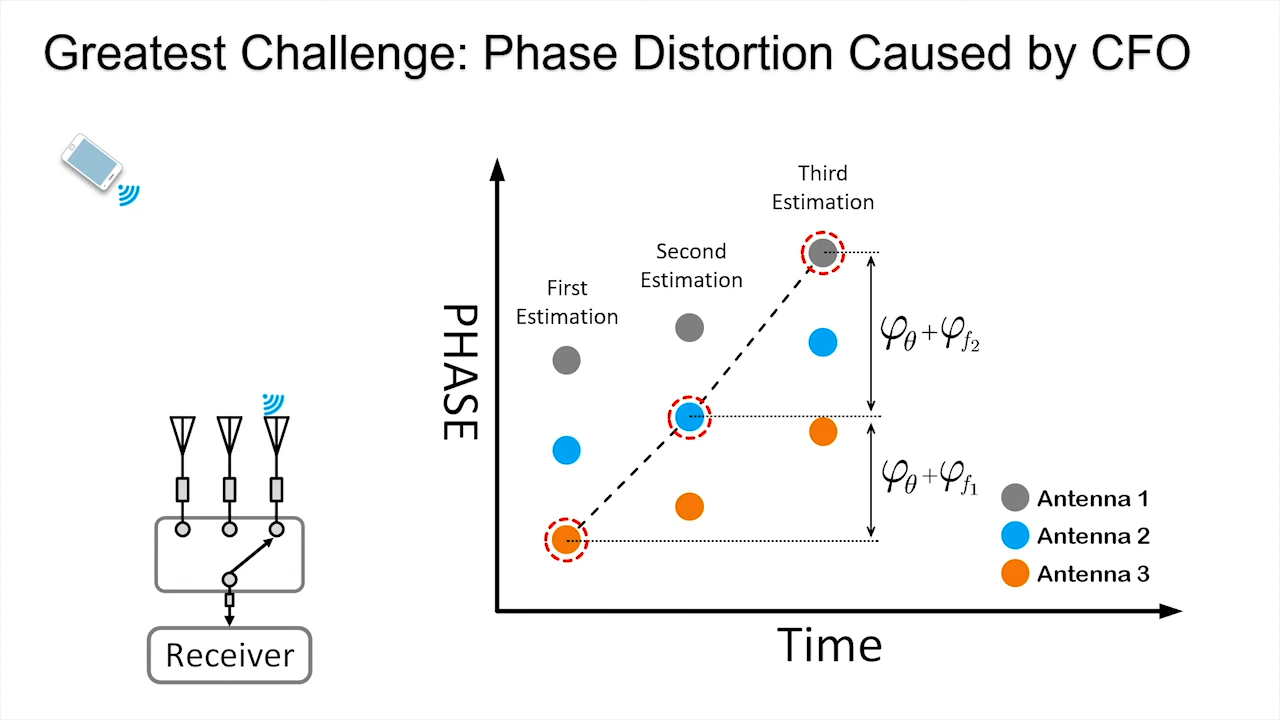 Greatest Challenge: Phase Distortion Caused by CFO
Third
Estimation
Second
Estimation
First
Estimation
PHASE
φθ+φf2
φθ+φf1
Antenna 1
Antenna 2
Antenna 3
Time
Receiver